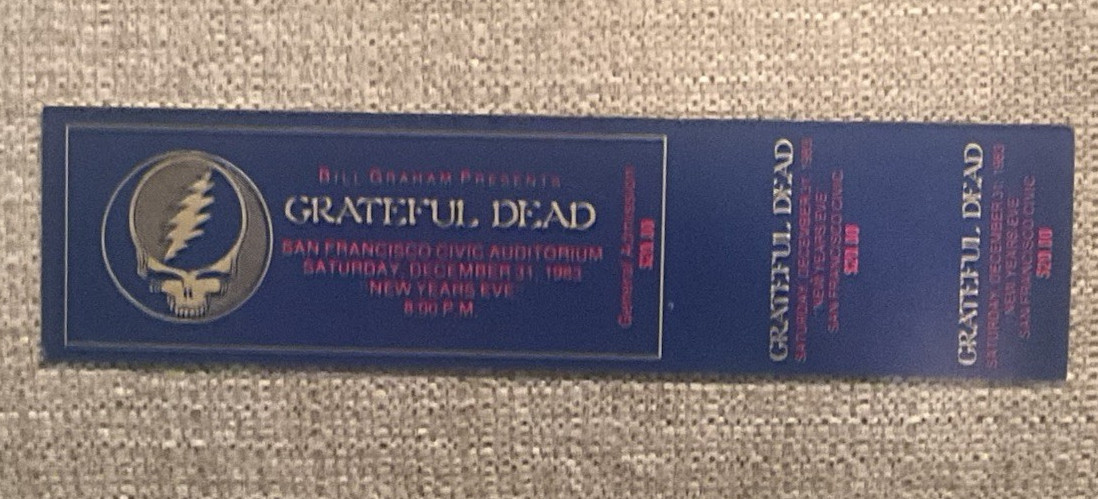 BILL GRAHAM PRESENTS
GRATEFUL DEAD
SAN FRANCISCO CIVIC AUDITORIUM
SATURDAY, DECEMBER 31, 1983
NEW YEARS EVE
8:00 P.M.
General Admission
$20.00
GRATEFUL DEAD
SATURDAY, DECEMBER 31, 1983
NEW YEARS EVE
SAN FRANCISCO CIVIC
$20.00
GRATEFUL DEAD
SATURDAY, DECEMBER 31, 1983
NEW YEARS EVE
SAN FRANCISCO CIVIC
$20.00